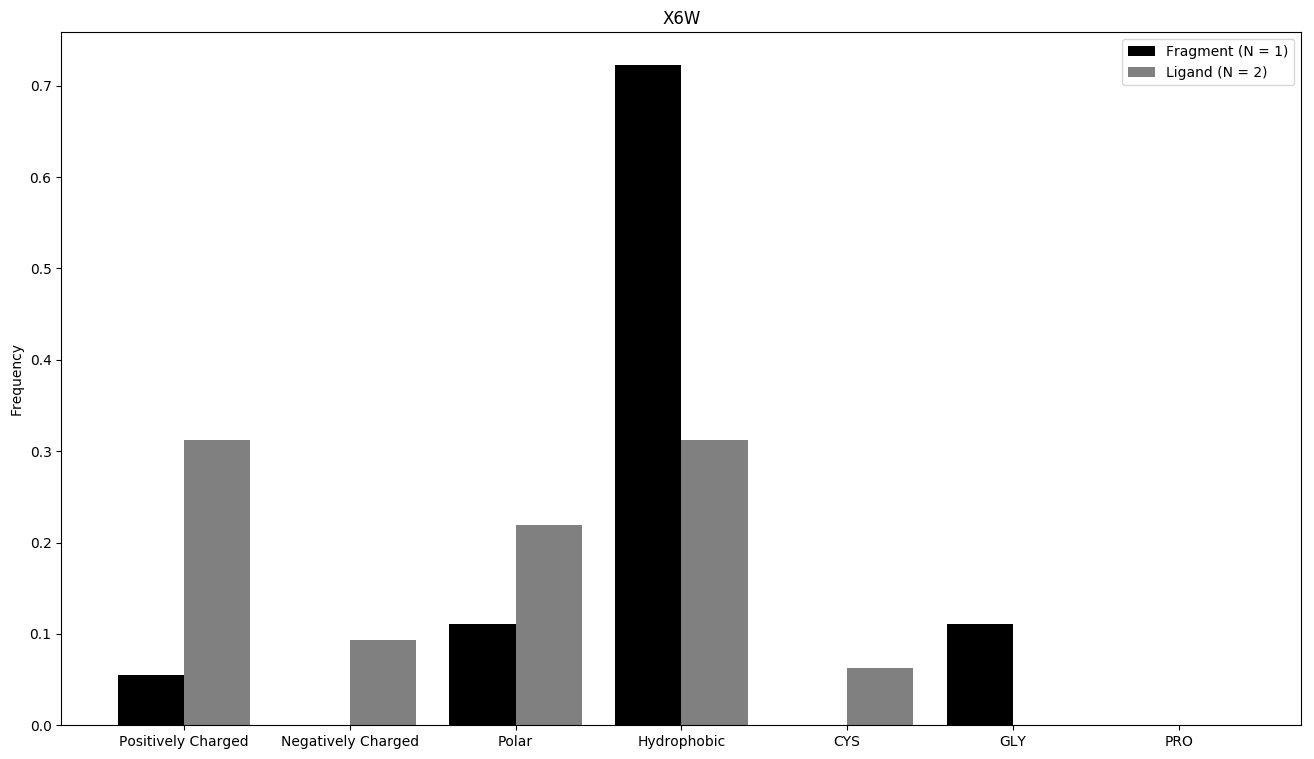 X6W
Fragment (N = 1)
Ligand (N = 2)
Frequency
0.7
0.6
0.5
0.4
0.3
0.2
0.1
0.0
Positively Charged
Negatively Charged
Polar
Hydrophobic
CYS
GLY
PRO